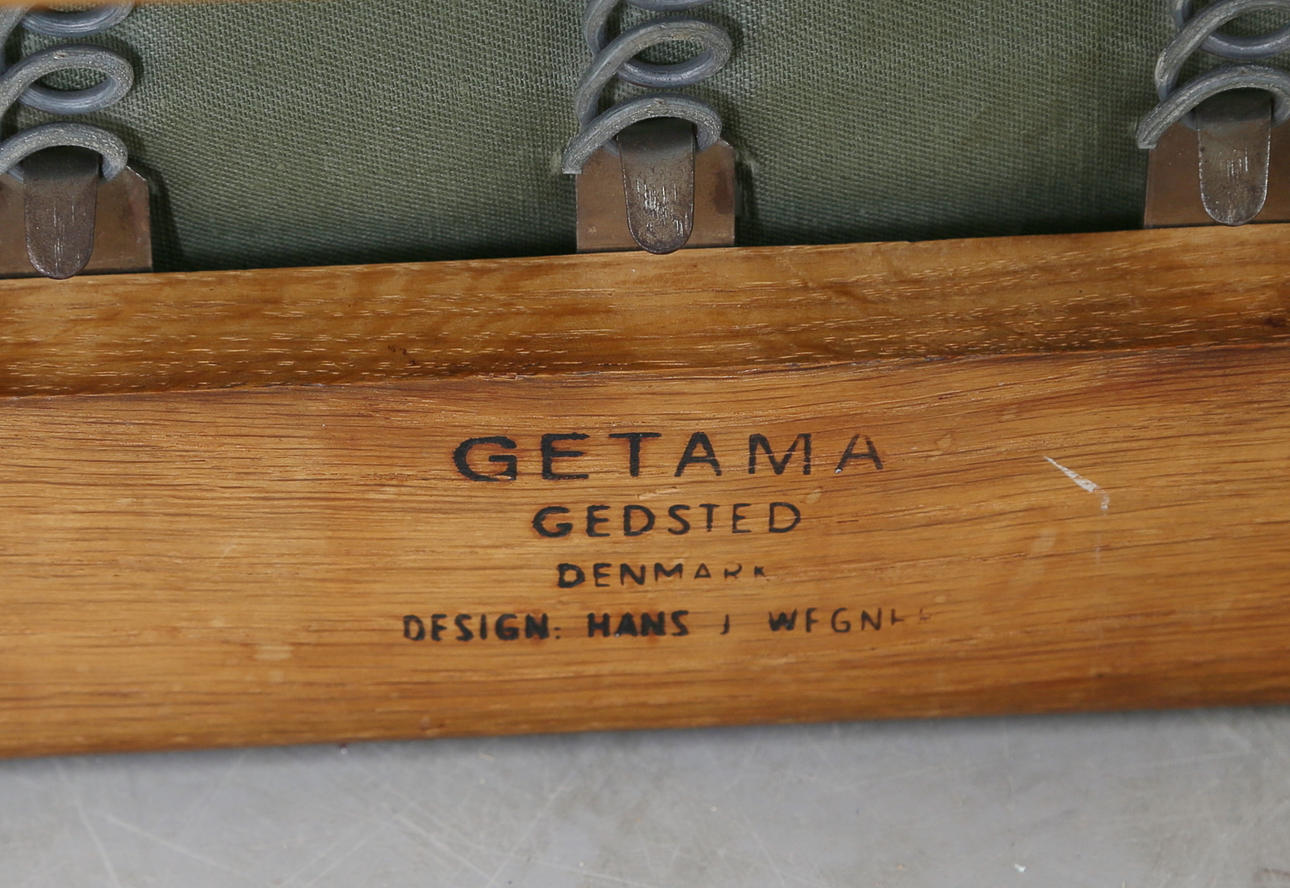 GETAMA
GEDSTED
DENMARK
DESIGN: HANS J WEGNER